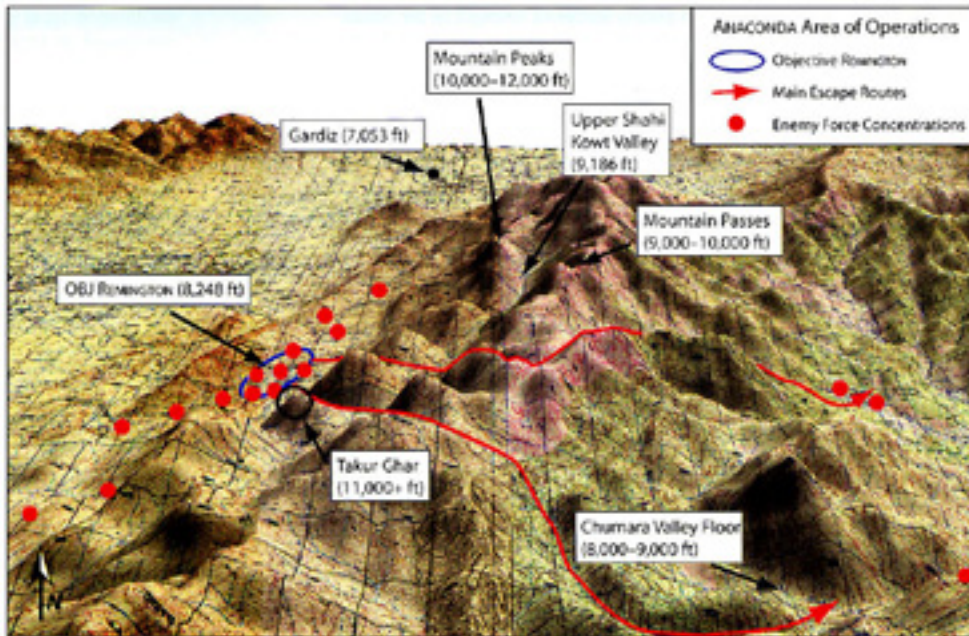 ANACONDA Area of Operations
OBJECTIVE REMINGTON
Main Escape Routes
Enemy Force Concentrations
Mountain Peaks
(10,000–12,000 ft)
Gardiz (7,053 ft)
Upper Shahi
Kowt Valley
(9,186 ft)
Mountain Passes
(9,000–10,000 ft)
OBJ REMINGTON (8,248 ft)
Takur Ghar
(11,000+ ft)
Chumara Valley Floor
(8,000–9,000 ft)
N